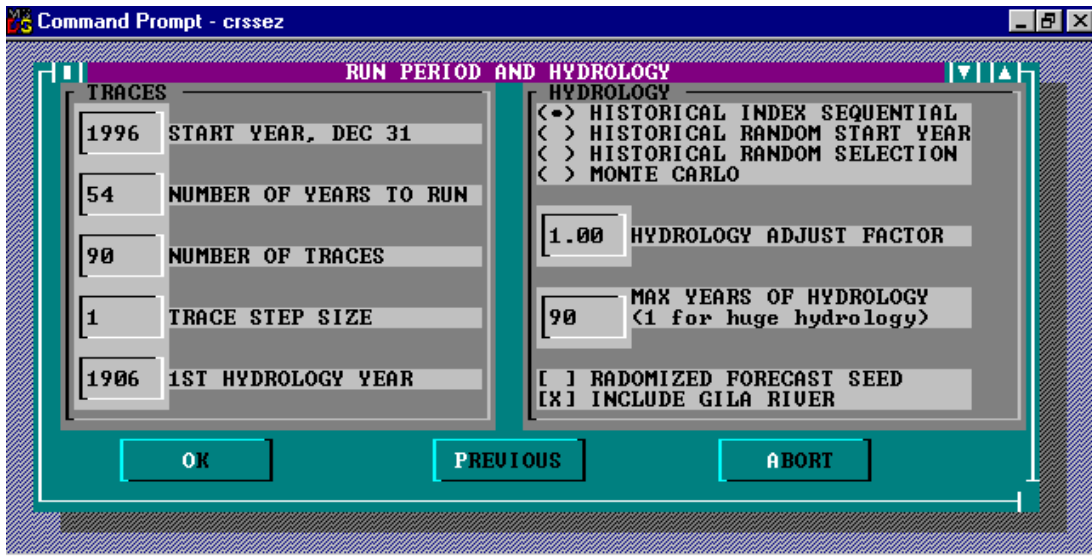 Command Prompt - crssez
RUN PERIOD AND HYDROLOGY
TRACES
1996 START YEAR, DEC 31
54 NUMBER OF YEARS TO RUN
90 NUMBER OF TRACES
1 TRACE STEP SIZE
1906 1ST HYDROLOGY YEAR
HYDROLOGY
(•) HISTORICAL INDEX SEQUENTIAL
( ) HISTORICAL RANDOM START YEAR
( ) HISTORICAL RANDOM SELECTION
( ) MONTE CARLO
1.00 HYDROLOGY ADJUST FACTOR
90 MAX YEARS OF HYDROLOGY
(1 for huge hydrology)
[ ] RADOMIZED FORECAST SEED
[X] INCLUDE GILA RIVER
OK PREVIOUS ABORT